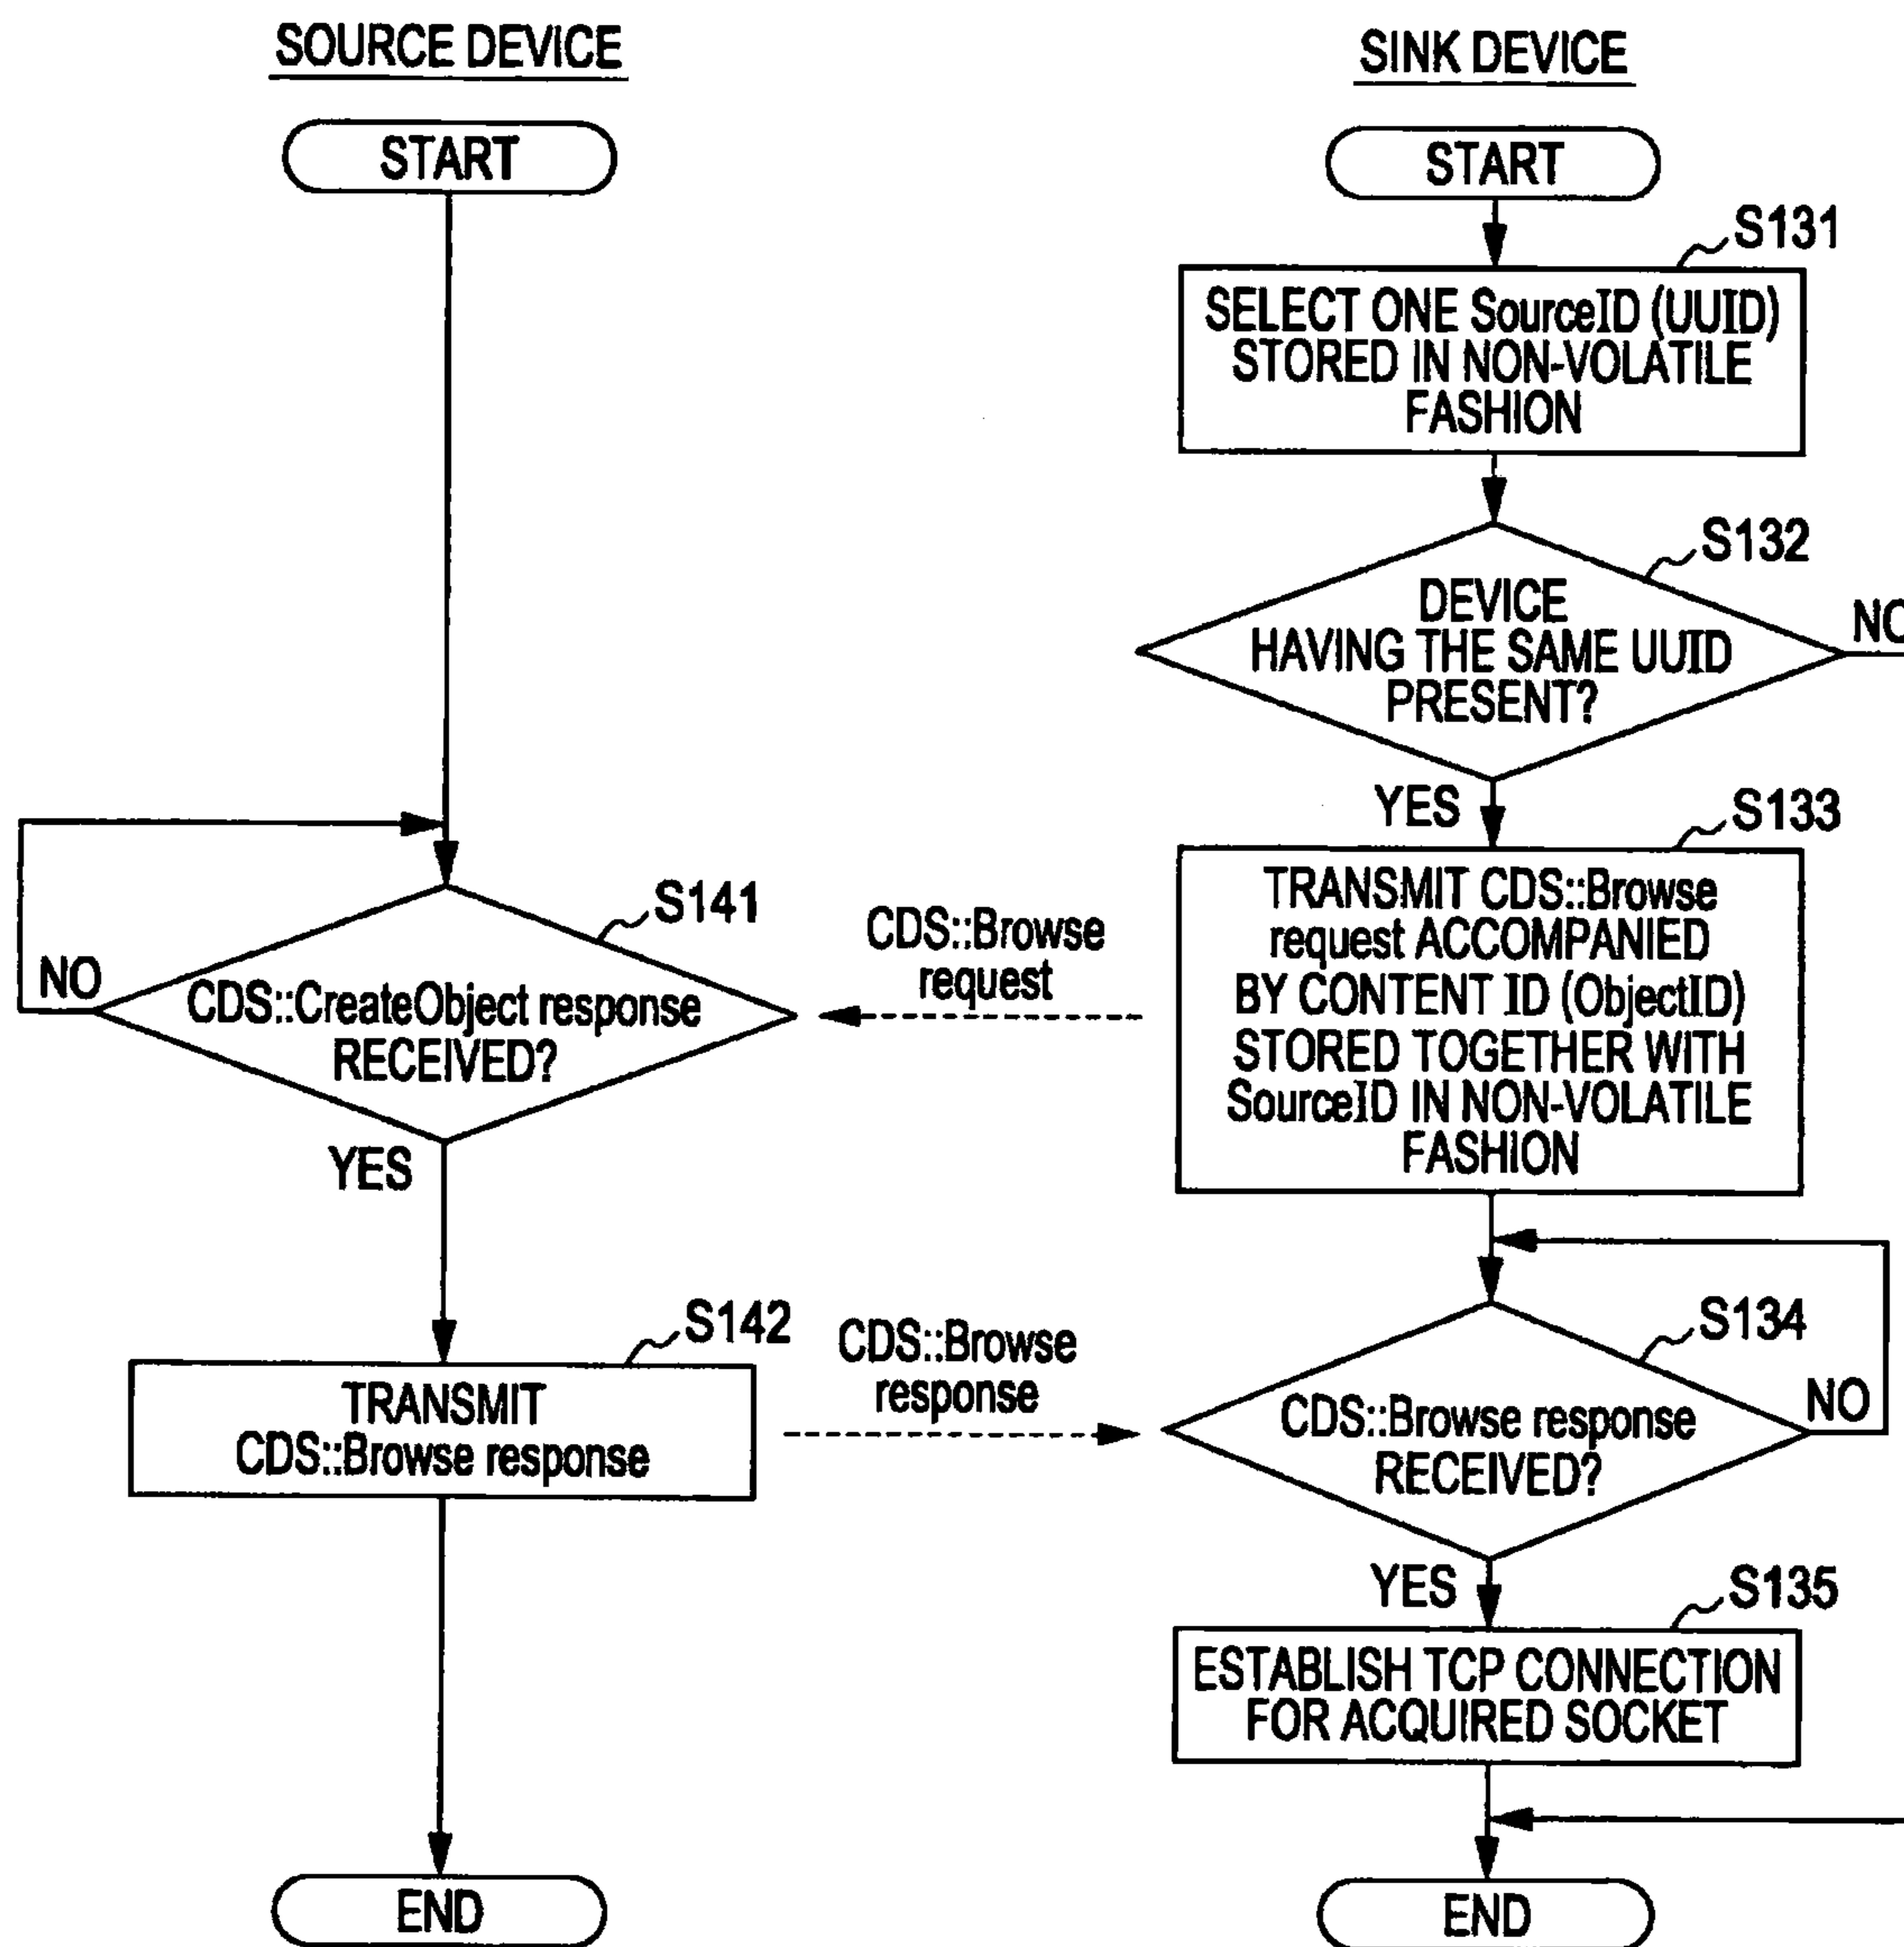 SOURCE DEVICE
START
S141
CDS::CreateObject response
RECEIVED?
NO
YES
S142
TRANSMIT
CDS::Browse response
END
CDS::Browse
request
CDS::Browse
response
SINK DEVICE
START
S131
SELECT ONE SourceID (UUID)
STORED IN NON-VOLATILE
FASHION
S132
DEVICE
HAVING THE SAME UUID
PRESENT?
NO
YES
S133
TRANSMIT CDS::Browse
request ACCOMPANIED
BY CONTENT ID (ObjectID)
STORED TOGETHER WITH
SourceID IN NON-VOLATILE
FASHION
S134
CDS::Browse response
RECEIVED?
NO
YES
S135
ESTABLISH TCP CONNECTION
FOR ACQUIRED SOCKET
END